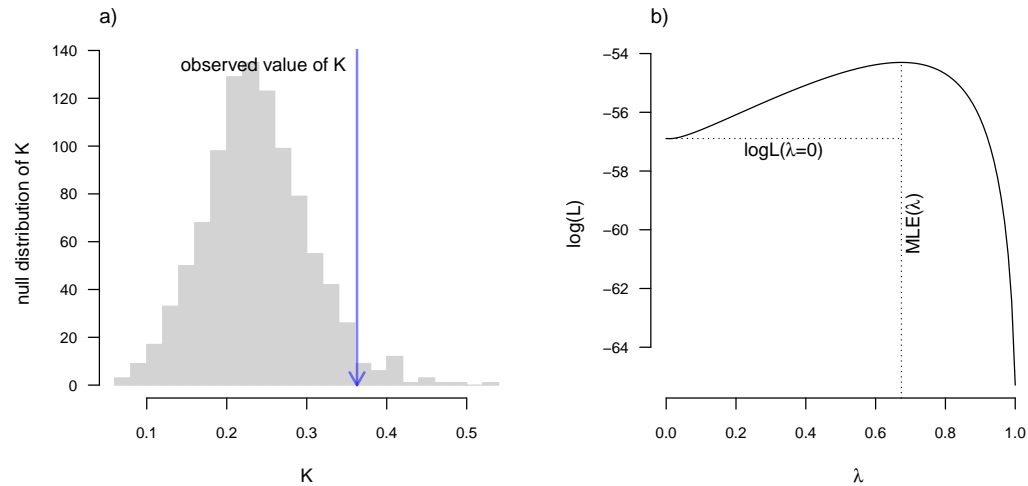 a)
null distribution of K
140
120
100
80
60
40
20
0
observed value of K
0.1 0.2 0.3 0.4 0.5
K
b)
log(L)
−54
−56
−58
−60
−62
−64
logL(λ=0)
MLE(λ)
0.0 0.2 0.4 0.6 0.8 1.0
λ